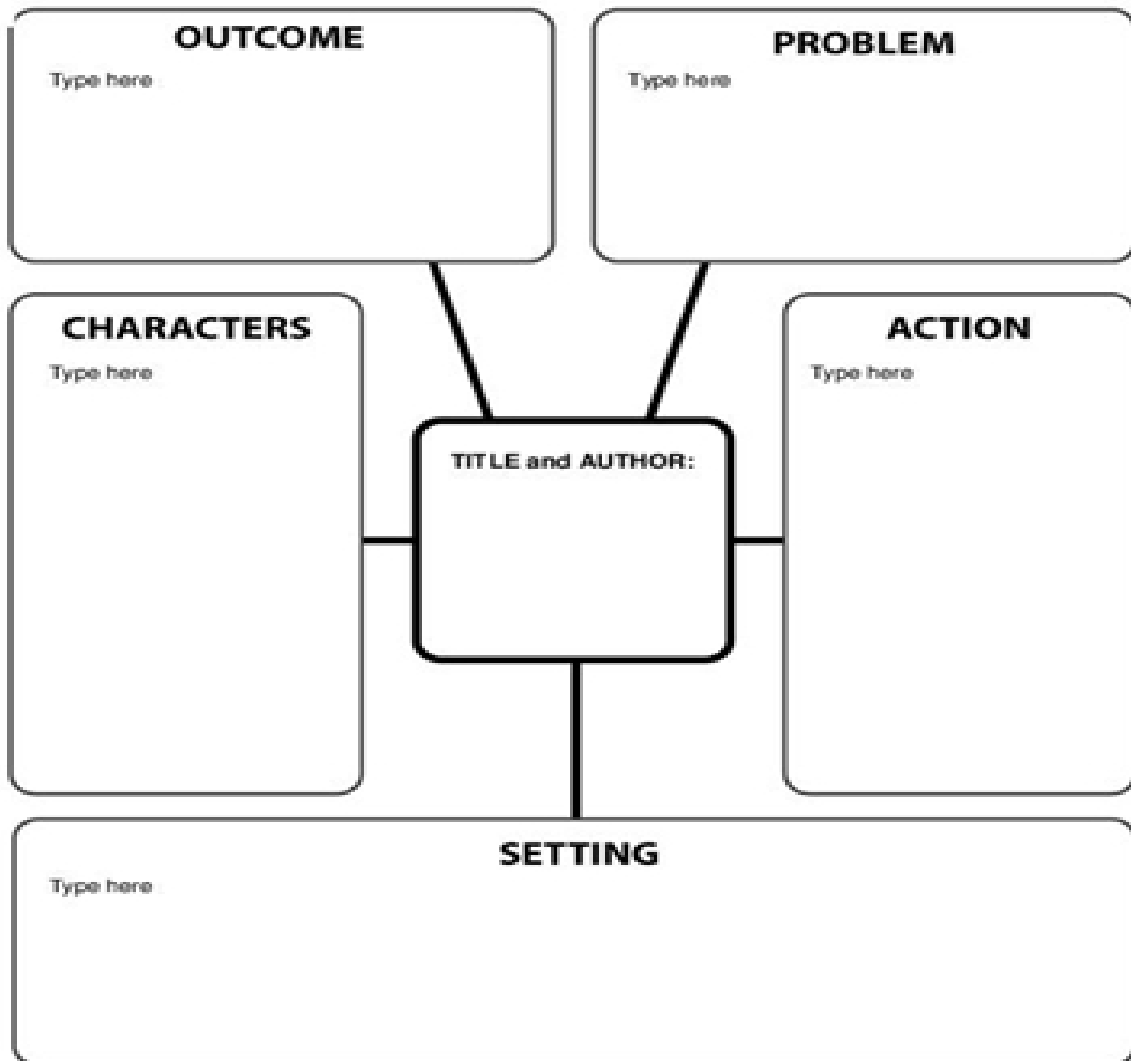 OUTCOME
Type here
PROBLEM
Type here
CHARACTERS
Type here
ACTION
Type here
TITLE and AUTHOR:
SETTING
Type here